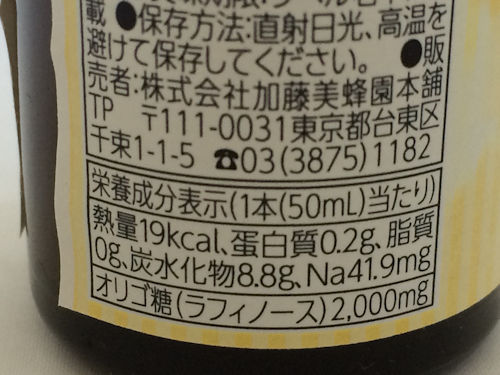 載 ●保存方法:直射日光、高温を
避けて保存してください。 ●販
売者:株式会社加藤美蜂園本舗
TP 〒111-0031東京都台東区
千束1-1-5 ☎03(3875)1182
栄養成分表示(1本(50mL)当たり)
熱量19kcal、蛋白質0.2g、脂質
0g、炭水化物8.8g、Na41.9mg
オリゴ糖(ラフィノース)2,000mg